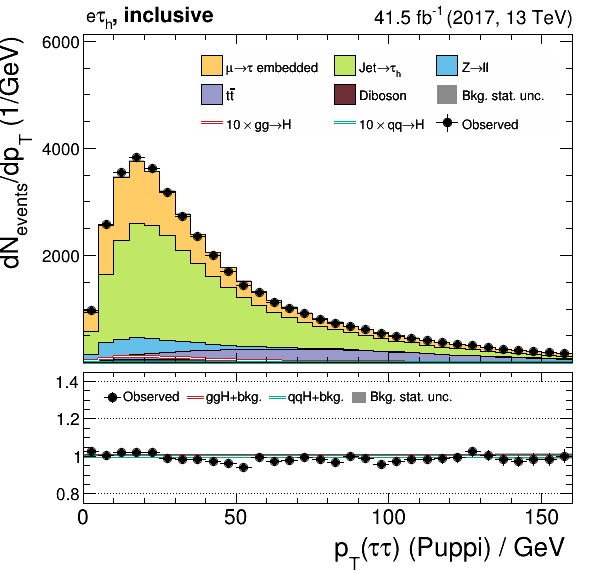 eτh, inclusive 41.5 fb-1 (2017, 13 TeV)
dNevents/dpT (1/GeV)
6000
4000
2000
μ→τ embedded Jet→τh Z→ll
tt̄ Diboson Bkg. stat. unc.
10 × gg→H 10 × qq→H Observed
1.4
1.2
1
0.8
Observed ggH+bkg. qqH+bkg. Bkg. stat. unc.
0 50 100 150
pT(ττ) (Puppi) / GeV